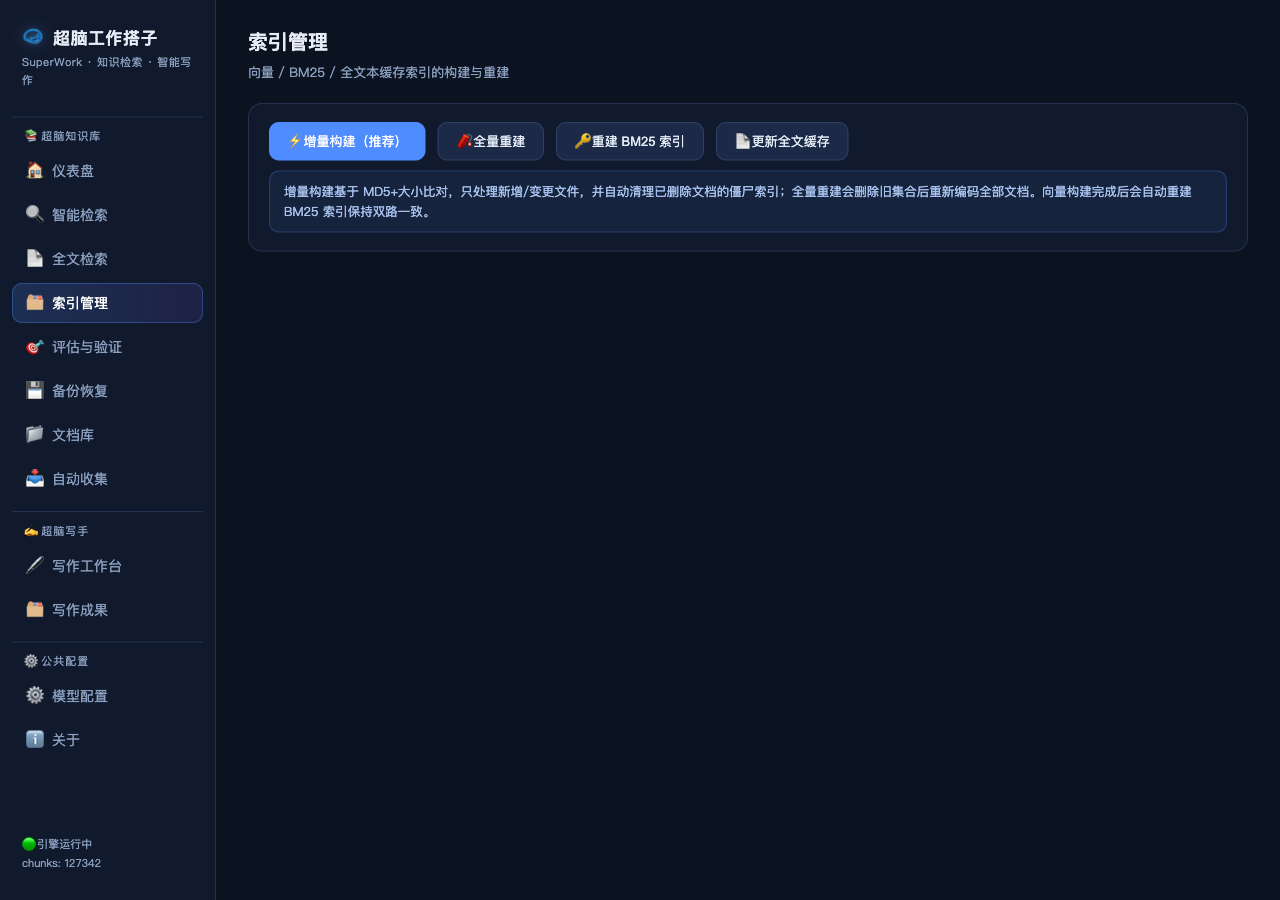 超脑工作搭子
SuperWork · 知识检索 · 智能写
作
超脑知识库
仪表盘
智能检索
全文检索
索引管理
评估与验证
备份恢复
文档库
自动收集
超脑写手
写作工作台
写作成果
公共配置
模型配置
关于
引擎运行中
chunks: 127342
索引管理
向量 / BM25 / 全文本缓存索引的构建与重建
增量构建（推荐）
全量重建
重建 BM25 索引
更新全文缓存
增量构建基于 MD5+大小比对，只处理新增/变更文件，并自动清理已删除文档的僵尸索引；全量重建会删除旧集合后重新编码全部文档。向量构建完成后会自动重建
BM25 索引保持双路一致。